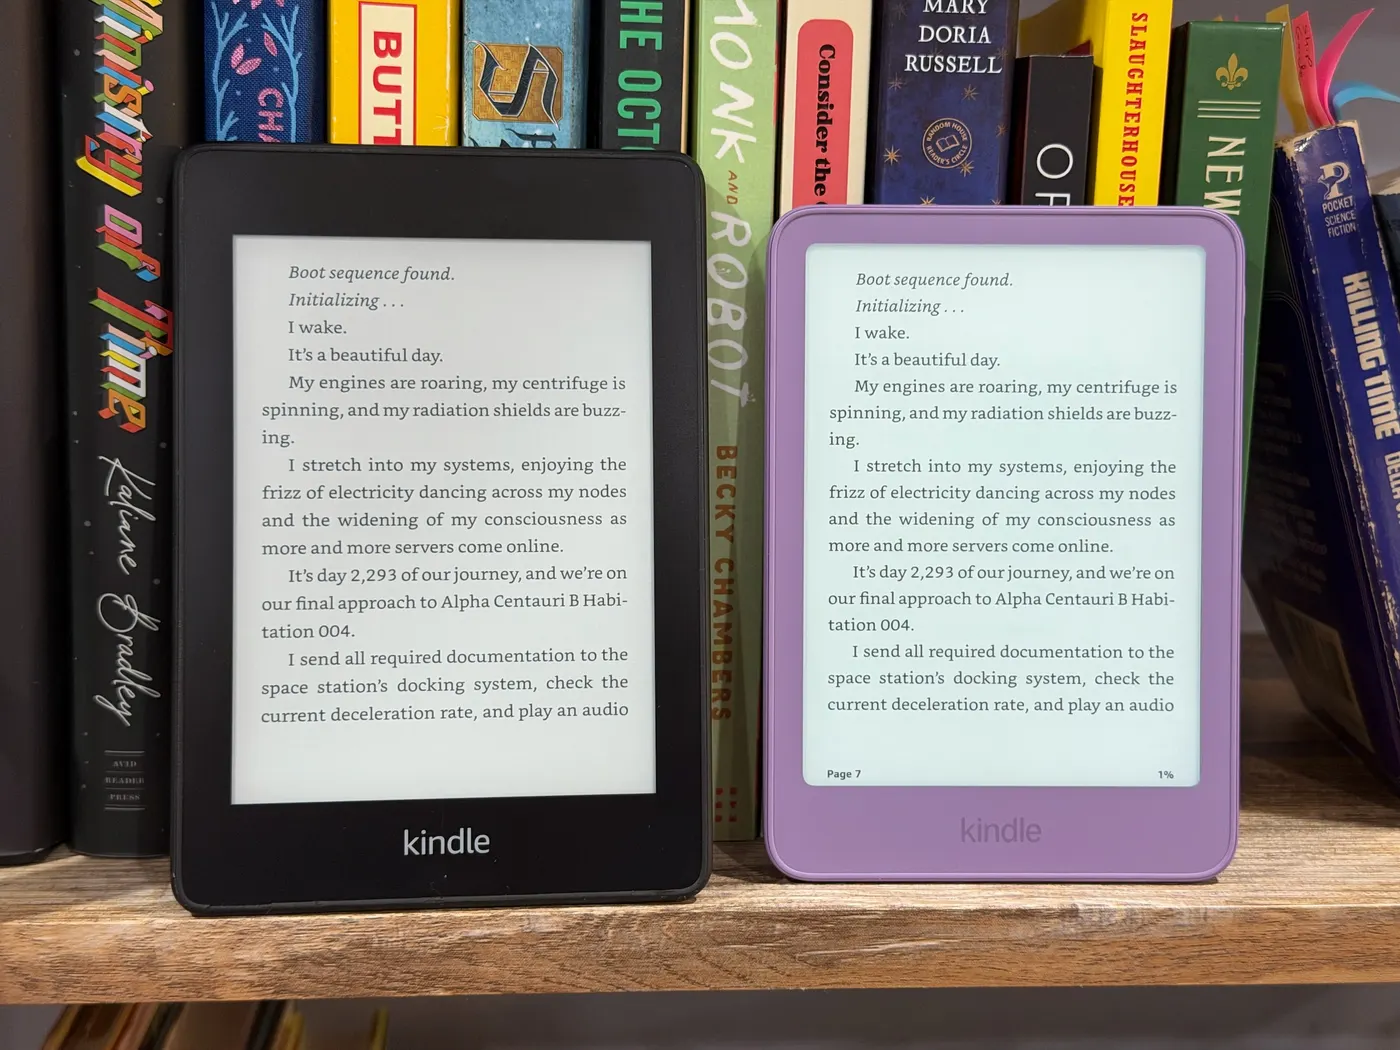 Ministry of Time
Kaliane Bradley
AVID
READER
PRESS
BUTT
THE OCT
MONK AND ROBOT
BECKY CHAMBERS
Consider the
MARY
DORIA
RUSSELL
RANDOM HOUSE
READER'S CIRCLE
SLAUGHTERHOUSE
NEW
POCKET
SCIENCE
FICTION
KILLING TIME
Boot sequence found.
Initializing . . .
I wake.
It's a beautiful day.
My engines are roaring, my centrifuge is
spinning, and my radiation shields are buzz-
ing.
I stretch into my systems, enjoying the
frizz of electricity dancing across my nodes
and the widening of my consciousness as
more and more servers come online.
It's day 2,293 of our journey, and we're on
our final approach to Alpha Centauri B Habi-
tation 004.
I send all required documentation to the
space station's docking system, check the
current deceleration rate, and play an audio
kindle
Boot sequence found.
Initializing . . .
I wake.
It's a beautiful day.
My engines are roaring, my centrifuge is
spinning, and my radiation shields are buzz-
ing.
I stretch into my systems, enjoying the
frizz of electricity dancing across my nodes
and the widening of my consciousness as
more and more servers come online.
It's day 2,293 of our journey, and we're on
our final approach to Alpha Centauri B Habi-
tation 004.
I send all required documentation to the
space station's docking system, check the
current deceleration rate, and play an audio
Page 7 1%
kindle